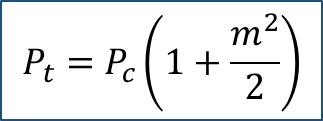 P_t = P_c (1 + m^2/2)